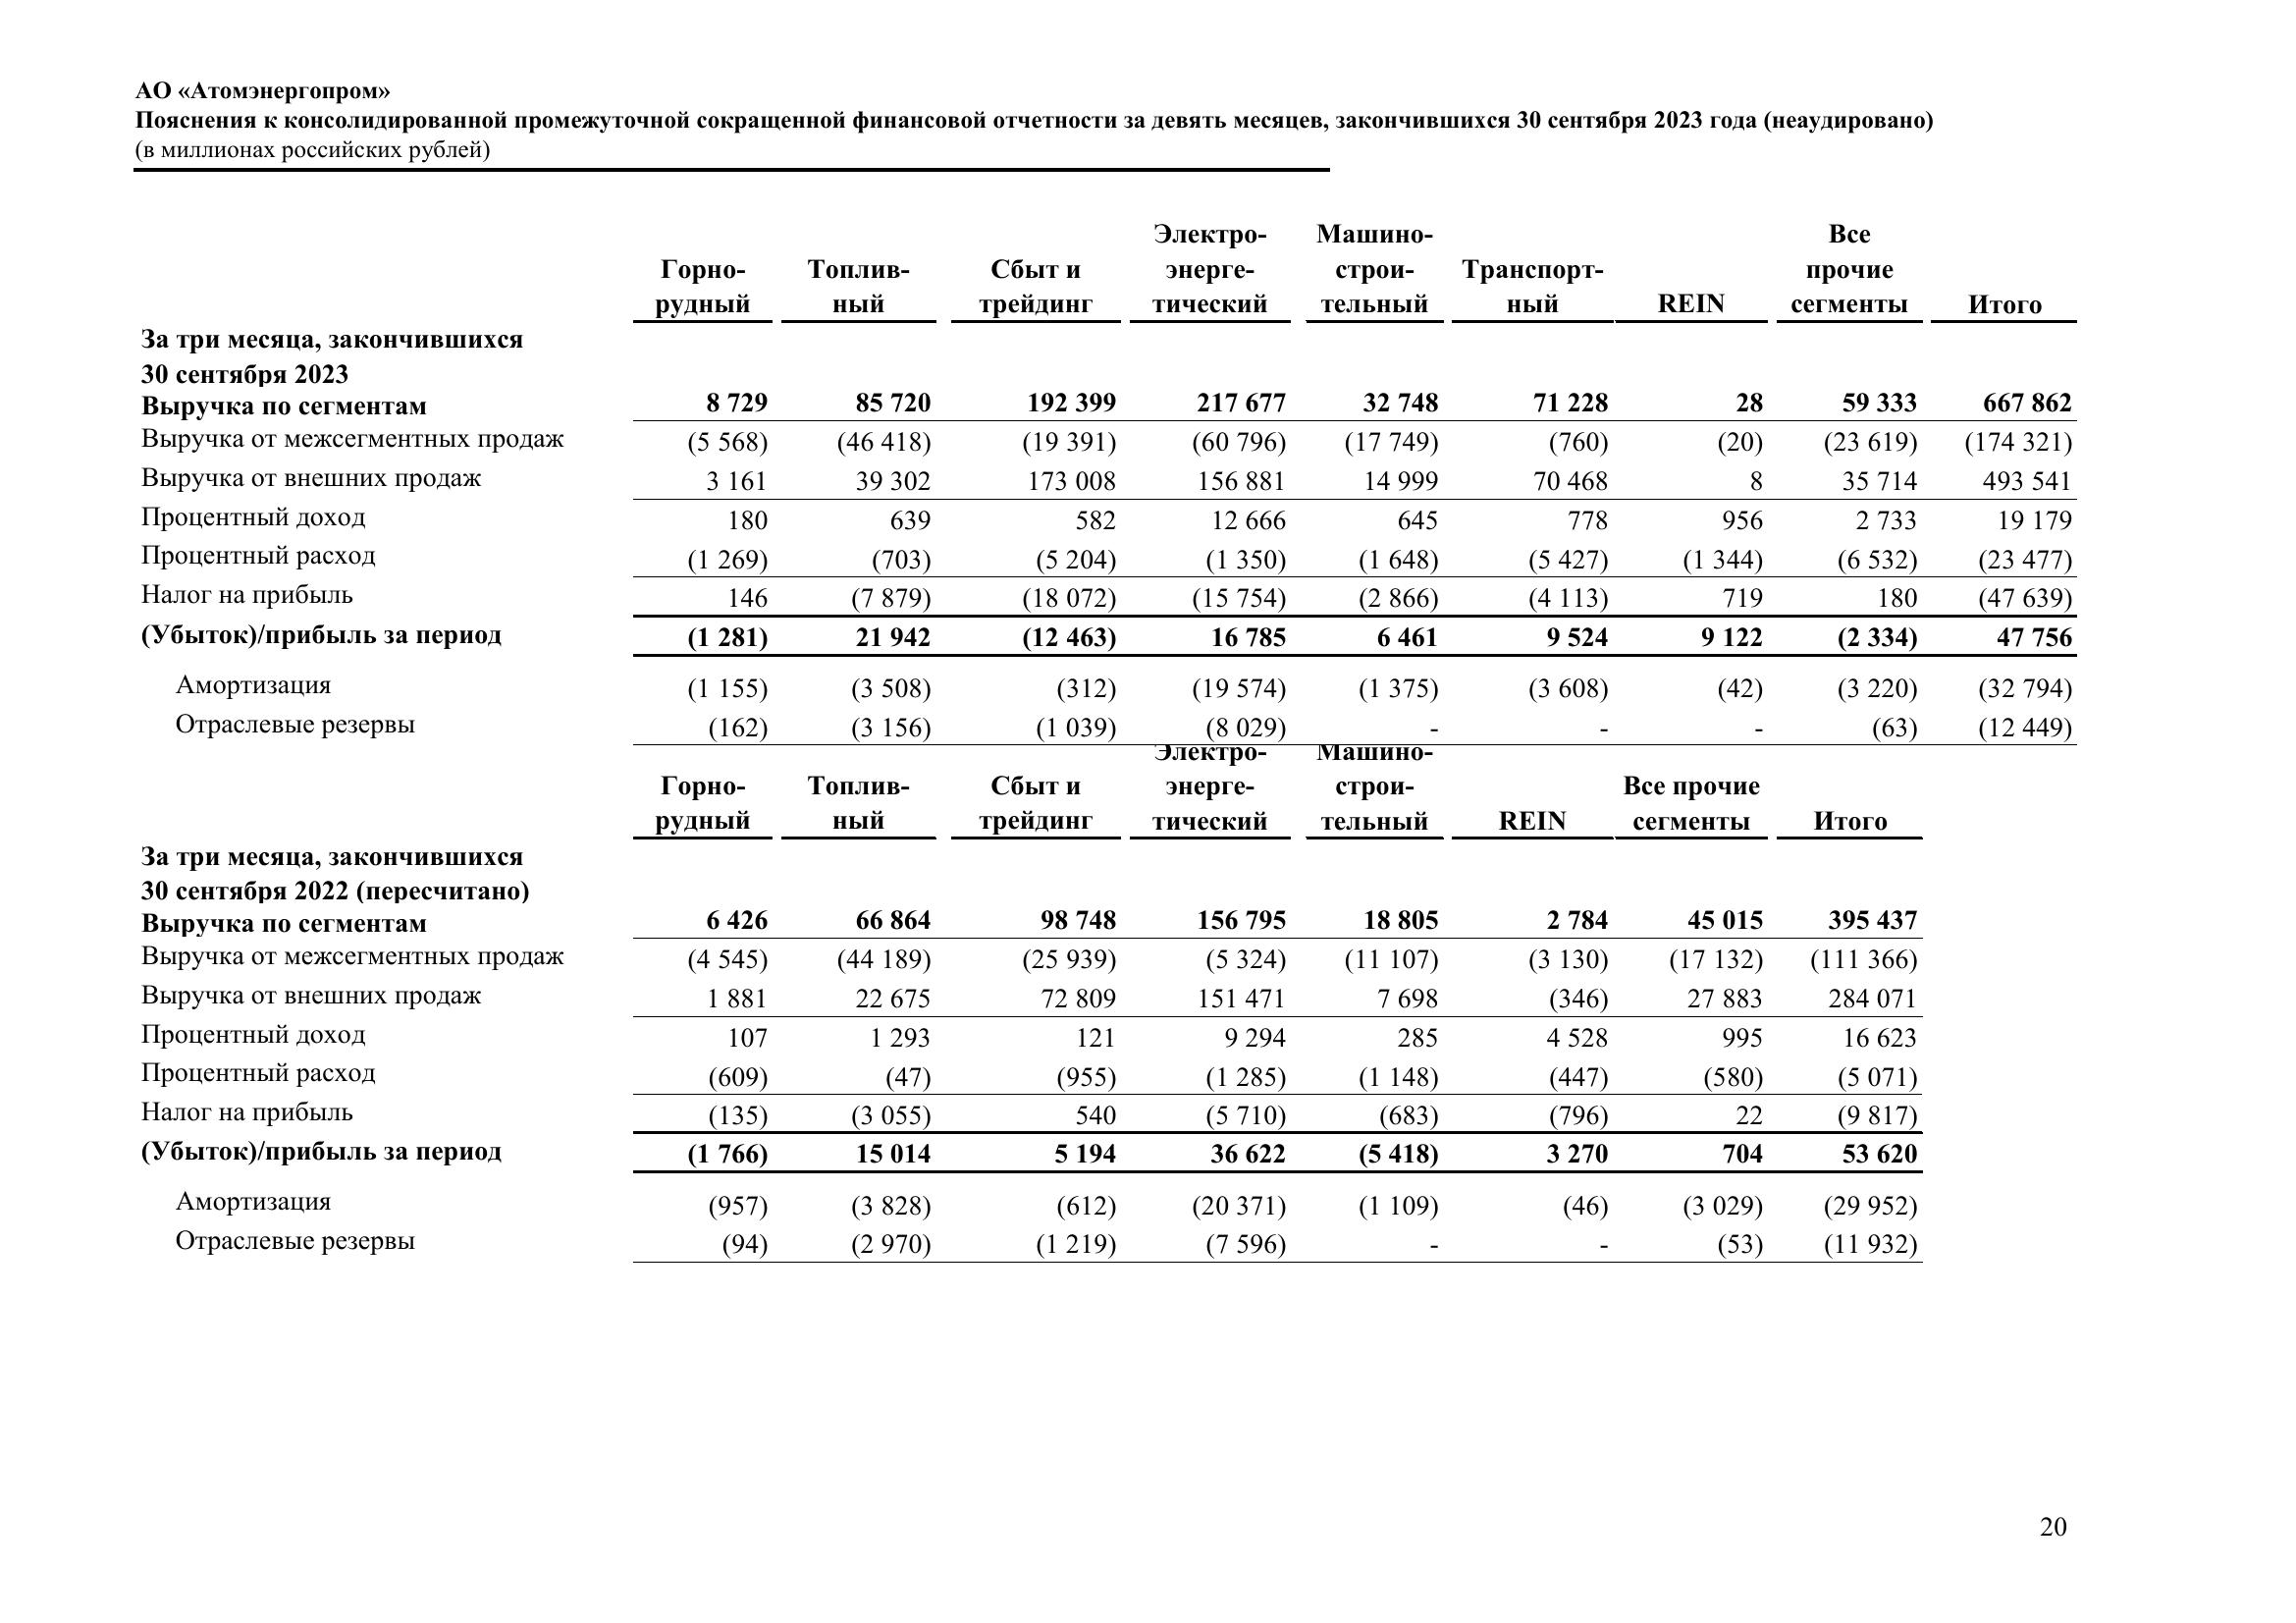 АО «Атомэнергопром»
Пояснения к консолидированной промежуточной сокращенной финансовой отчетности за девять месяцев, закончившихся 30 сентября 2023 года (неаудировано)
(в миллионах российских рублей)
Электро- Машино- Все
Горно- Топлив- Сбыт и энерге- строи- Транспорт- прочие
рудный ный трейдинг тический тельный ный REIN сегменты Итого
За три месяца, закончившихся
30 сентября 2023
Выручка по сегментам 8 729 85 720 192 399 217 677 32 748 71 228 28 59 333 667 862
Выручка от межсегментных продаж (5 568) (46 418) (19 391) (60 796) (17 749) (760) (20) (23 619) (174 321)
Выручка от внешних продаж 3 161 39 302 173 008 156 881 14 999 70 468 8 35 714 493 541
Процентный доход 180 639 582 12 666 645 778 956 2 733 19 179
Процентный расход (1 269) (703) (5 204) (1 350) (1 648) (5 427) (1 344) (6 532) (23 477)
Налог на прибыль 146 (7 879) (18 072) (15 754) (2 866) (4 113) 719 180 (47 639)
(Убыток)/прибыль за период (1 281) 21 942 (12 463) 16 785 6 461 9 524 9 122 (2 334) 47 756
Амортизация (1 155) (3 508) (312) (19 574) (1 375) (3 608) (42) (3 220) (32 794)
Отраслевые резервы (162) (3 156) (1 039) (8 029) - - - (63) (12 449)
Электро- Машино-
Горно- Топлив- Сбыт и энерге- строи- Все прочие
рудный ный трейдинг тический тельный REIN сегменты Итого
За три месяца, закончившихся
30 сентября 2022 (пересчитано)
Выручка по сегментам 6 426 66 864 98 748 156 795 18 805 2 784 45 015 395 437
Выручка от межсегментных продаж (4 545) (44 189) (25 939) (5 324) (11 107) (3 130) (17 132) (111 366)
Выручка от внешних продаж 1 881 22 675 72 809 151 471 7 698 (346) 27 883 284 071
Процентный доход 107 1 293 121 9 294 285 4 528 995 16 623
Процентный расход (609) (47) (955) (1 285) (1 148) (447) (580) (5 071)
Налог на прибыль (135) (3 055) 540 (5 710) (683) (796) 22 (9 817)
(Убыток)/прибыль за период (1 766) 15 014 5 194 36 622 (5 418) 3 270 704 53 620
Амортизация (957) (3 828) (612) (20 371) (1 109) (46) (3 029) (29 952)
Отраслевые резервы (94) (2 970) (1 219) (7 596) - - (53) (11 932)
20